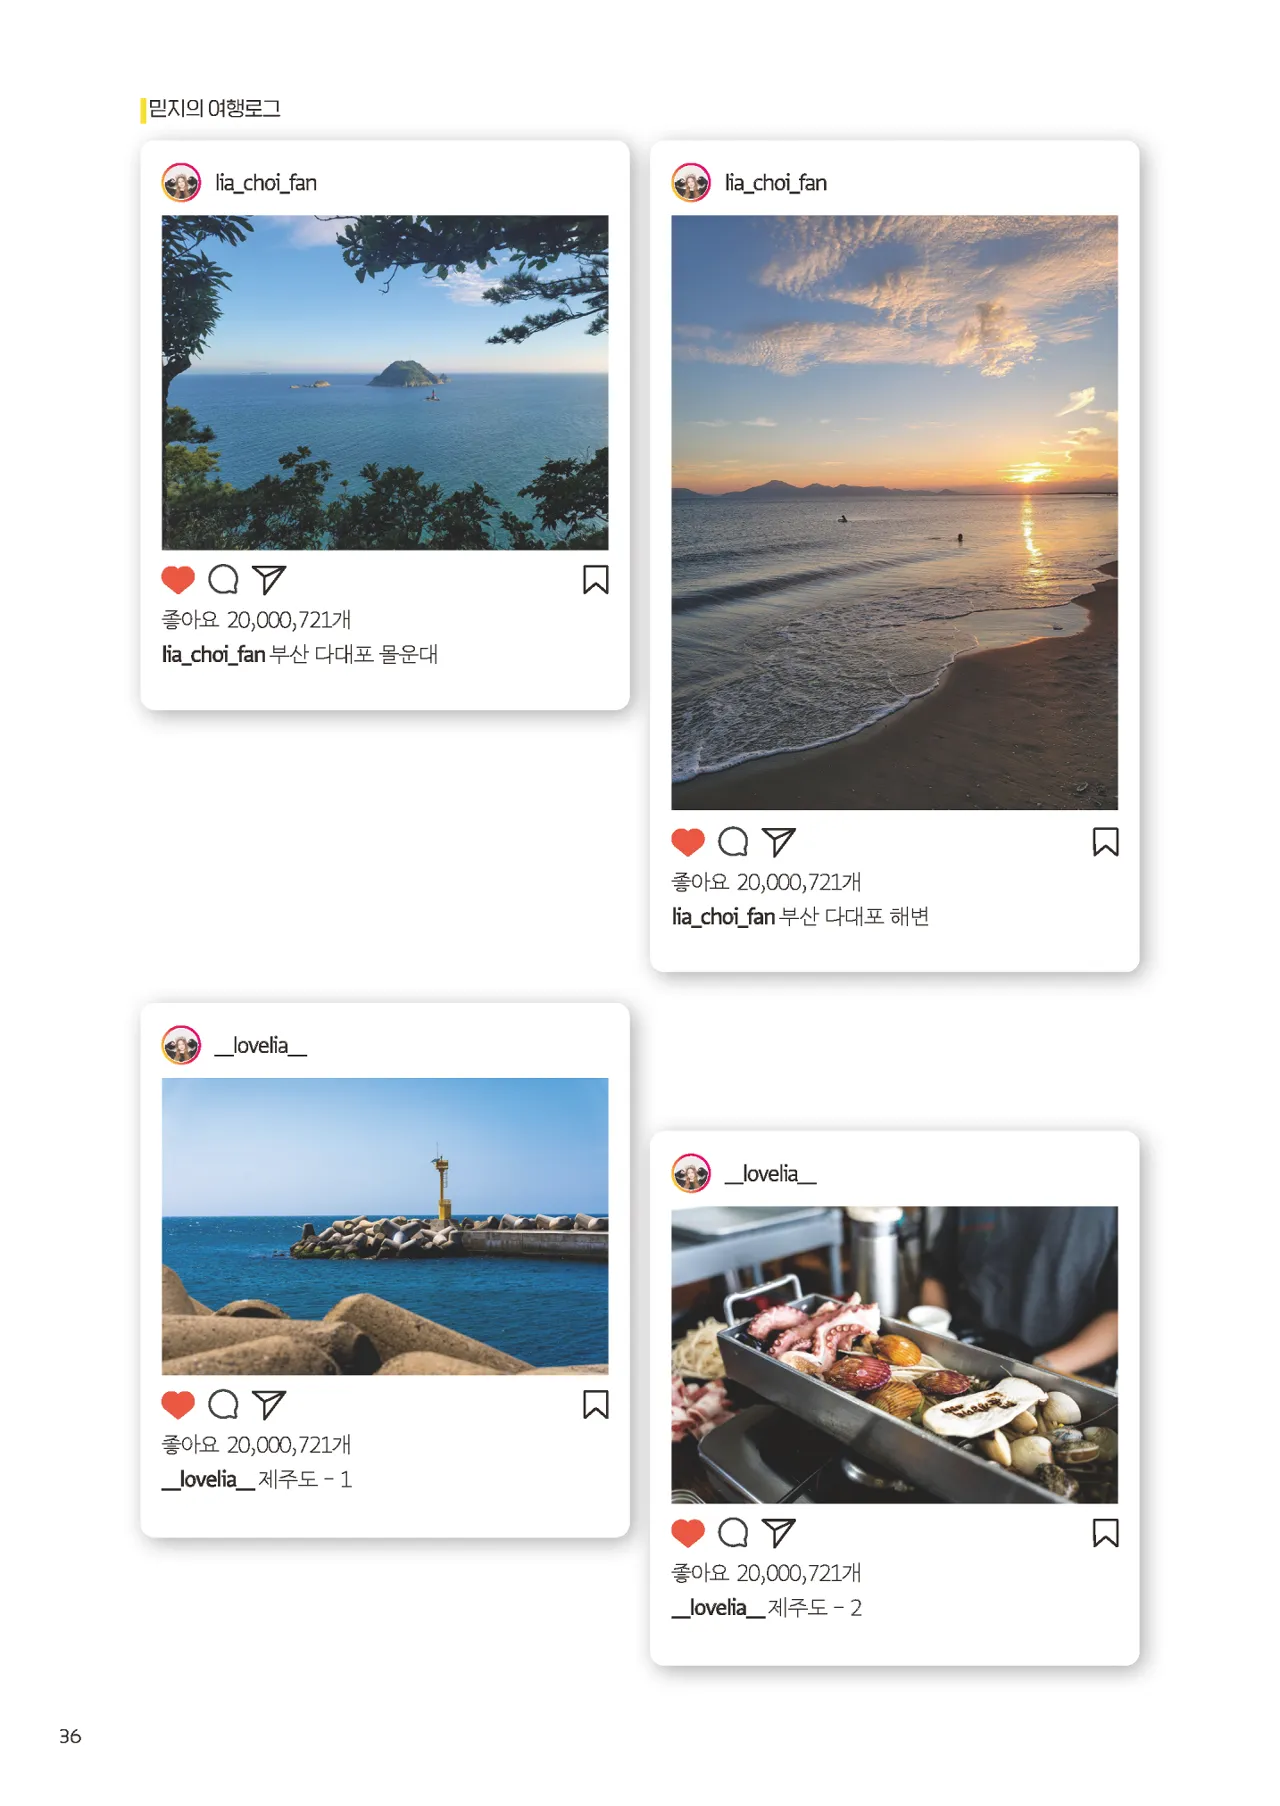 믿지의 여행로그
lia_choi_fan
좋아요 20,000,721개
lia_choi_fan 부산 다대포 몰운대
lia_choi_fan
좋아요 20,000,721개
lia_choi_fan 부산 다대포 해변
__lovelia__
좋아요 20,000,721개
__lovelia__ 제주도 - 1
__lovelia__
좋아요 20,000,721개
__lovelia__ 제주도 - 2
36